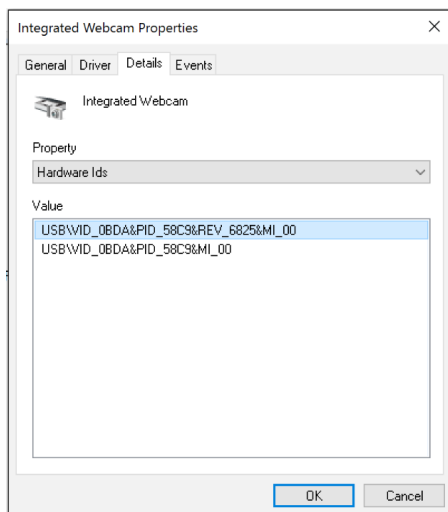 Integrated Webcam Properties
General Driver Details Events
Integrated Webcam
Property
Hardware Ids
Value
USB\VID_0BDA&PID_58C9&REV_6825&MI_00
USB\VID_0BDA&PID_58C9&MI_00
OK Cancel